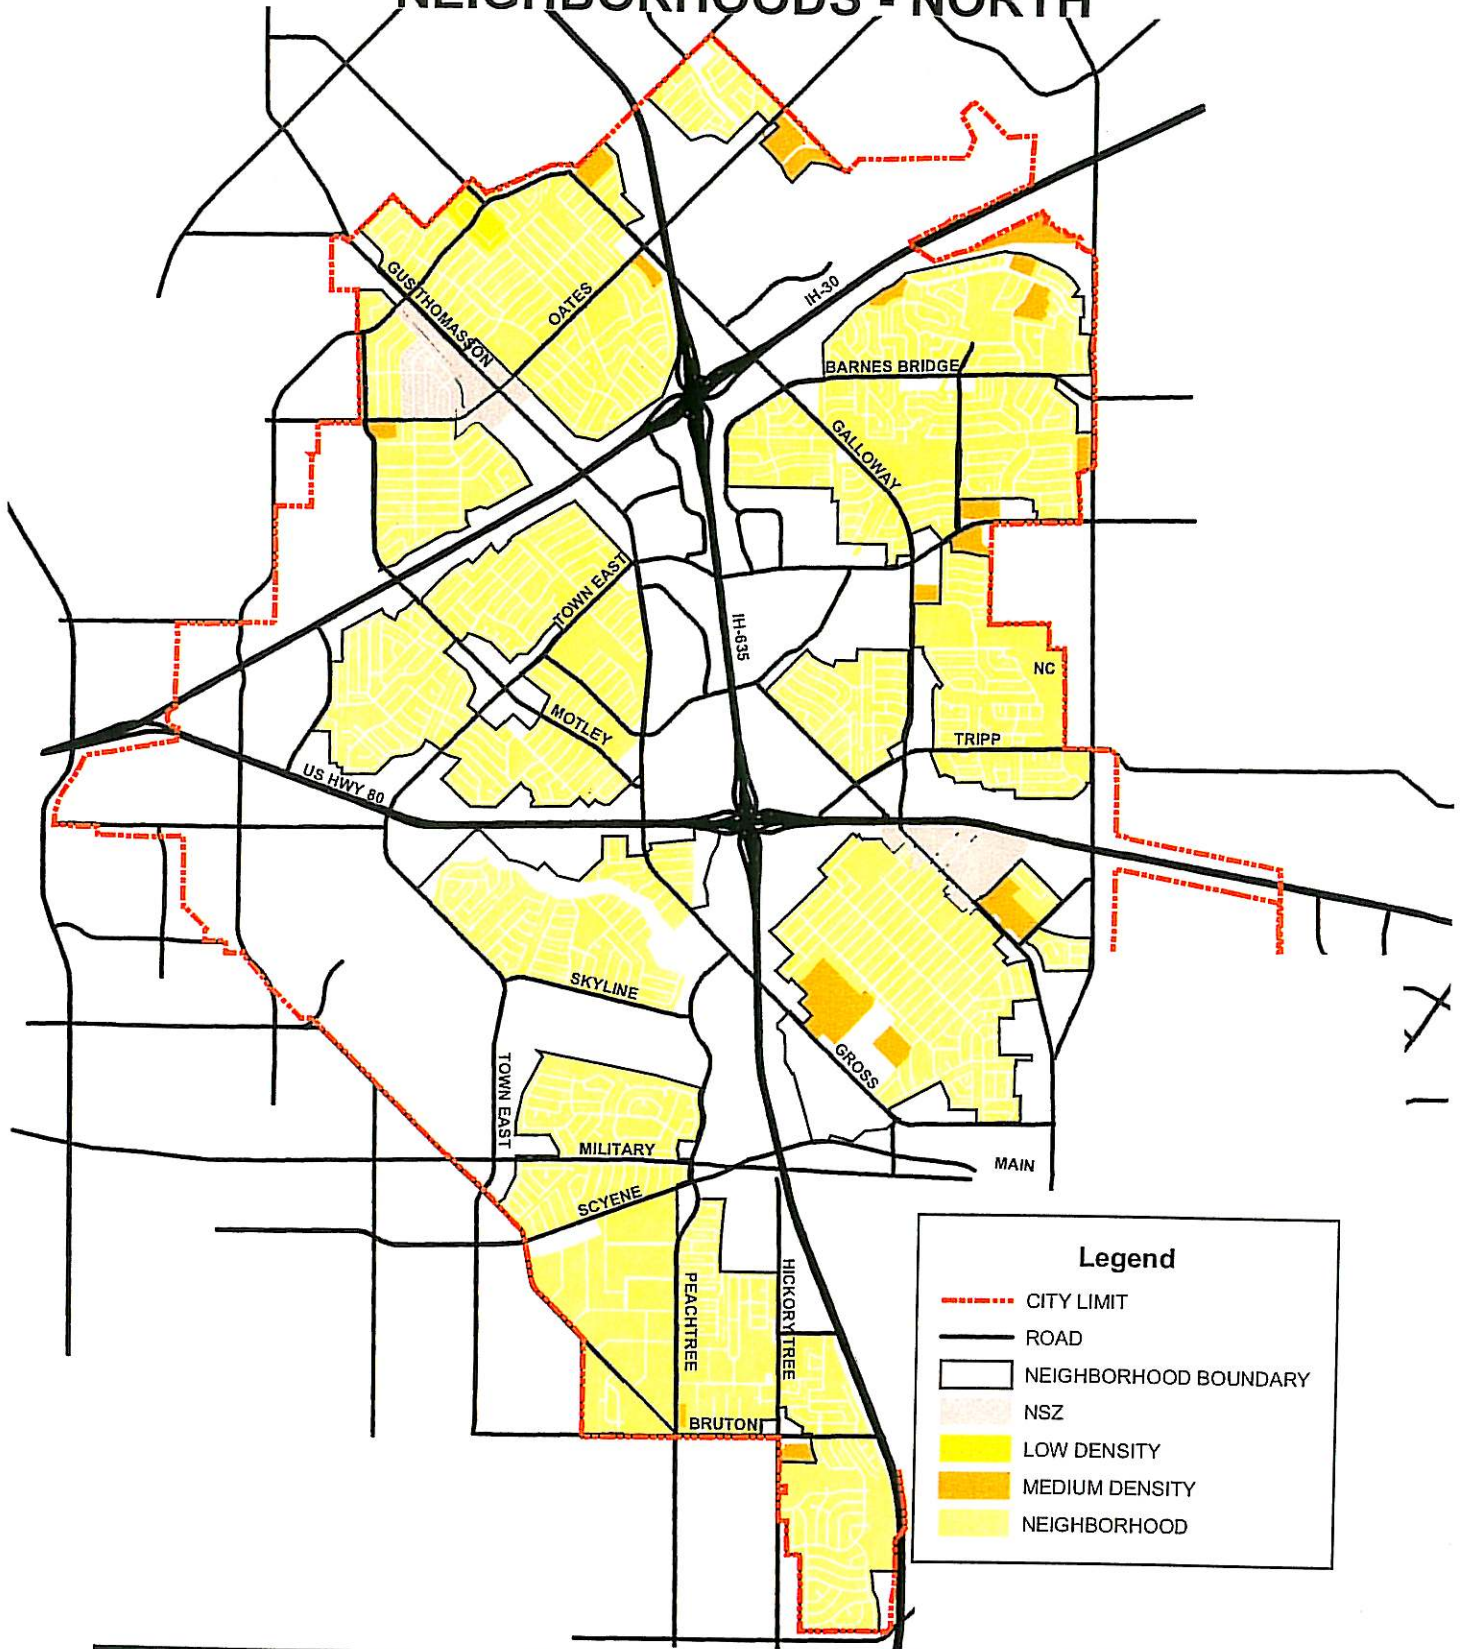 NEIGHBORHOODS - NORTH
GUS THOMASSON
OATES
IH-30
BARNES BRIDGE
GALLOWAY
TOWN EAST
IH-635
NC
MOTLEY
TRIPP
US HWY 80
SKYLINE
GROSS
TOWN EAST
MILITARY
MAIN
SCYENE
PEACHTREE
HICKORY TREE
BRUTON
Legend
CITY LIMIT
ROAD
NEIGHBORHOOD BOUNDARY
NSZ
LOW DENSITY
MEDIUM DENSITY
NEIGHBORHOOD